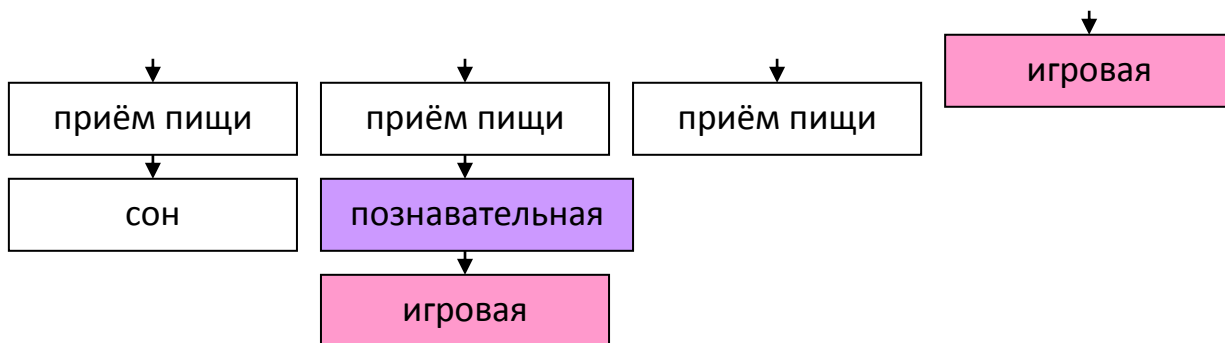 игровая
приём пищи
приём пищи
приём пищи
сон
познавательная
игровая